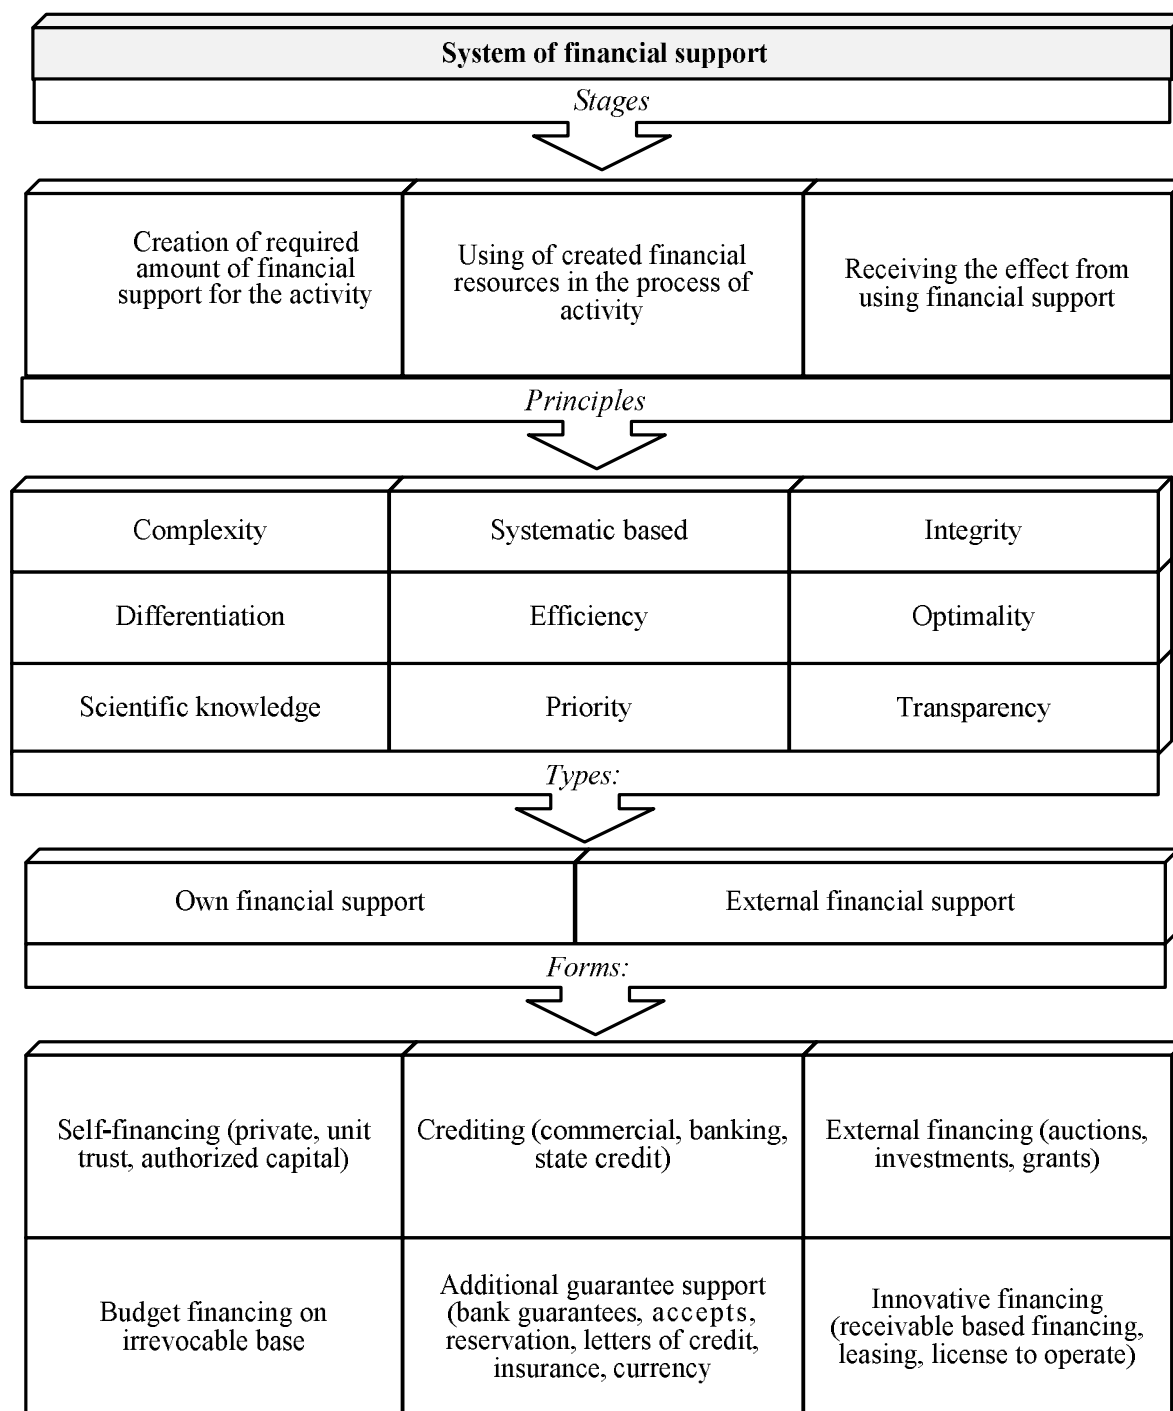 System of financial support
Stages
Creation of required
amount of financial
support for the activity
Using of created financial
resources in the process of
activity
Receiving the effect from
using financial support
Principles
Complexity
Systematic based
Integrity
Differentiation
Efficiency
Optimality
Scientific knowledge
Priority
Transparency
Types:
Own financial support
External financial support
Forms:
Self-financing (private, unit
trust, authorized capital)
Crediting (commercial, banking,
state credit)
External financing (auctions,
investments, grants)
Budget financing on
irrevocable base
Additional guarantee support
(bank guarantees, accepts,
reservation, letters of credit,
insurance, currency
Innovative financing
(receivable based financing,
leasing, license to operate)